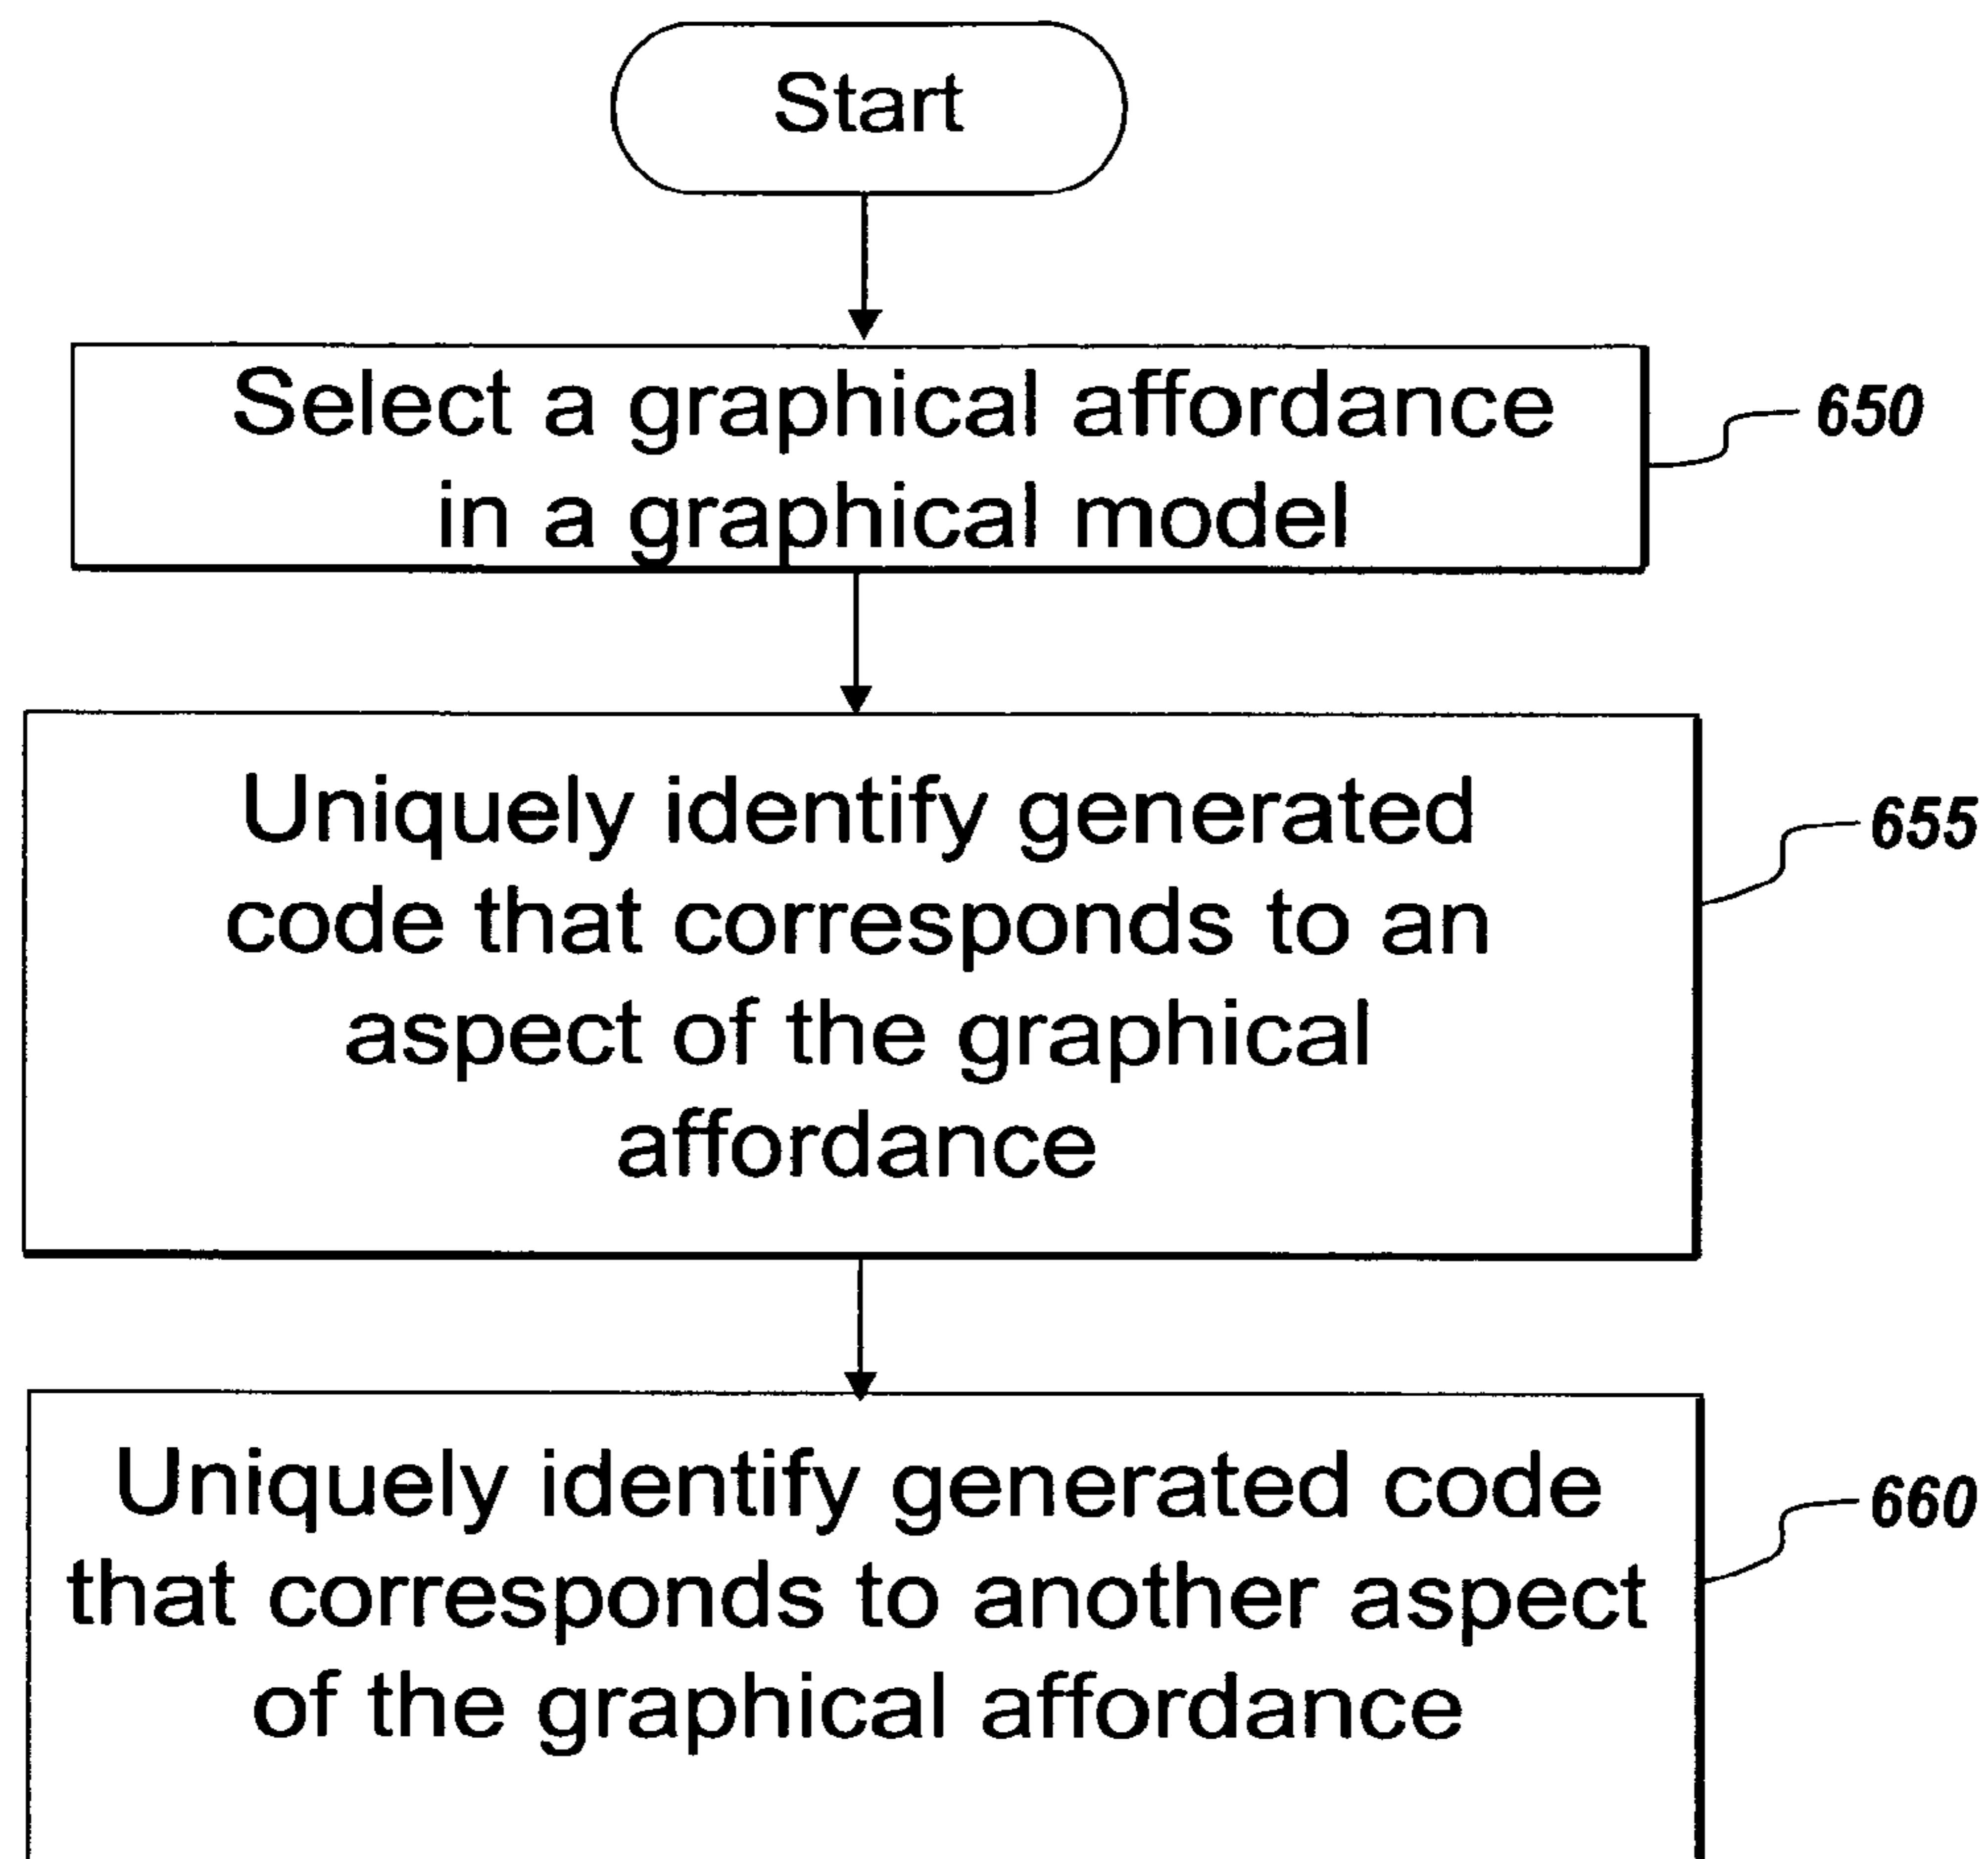 Start
Select a graphical affordance
in a graphical model
650
Uniquely identify generated
code that corresponds to an
aspect of the graphical
affordance
655
Uniquely identify generated code
that corresponds to another aspect
of the graphical affordance
660